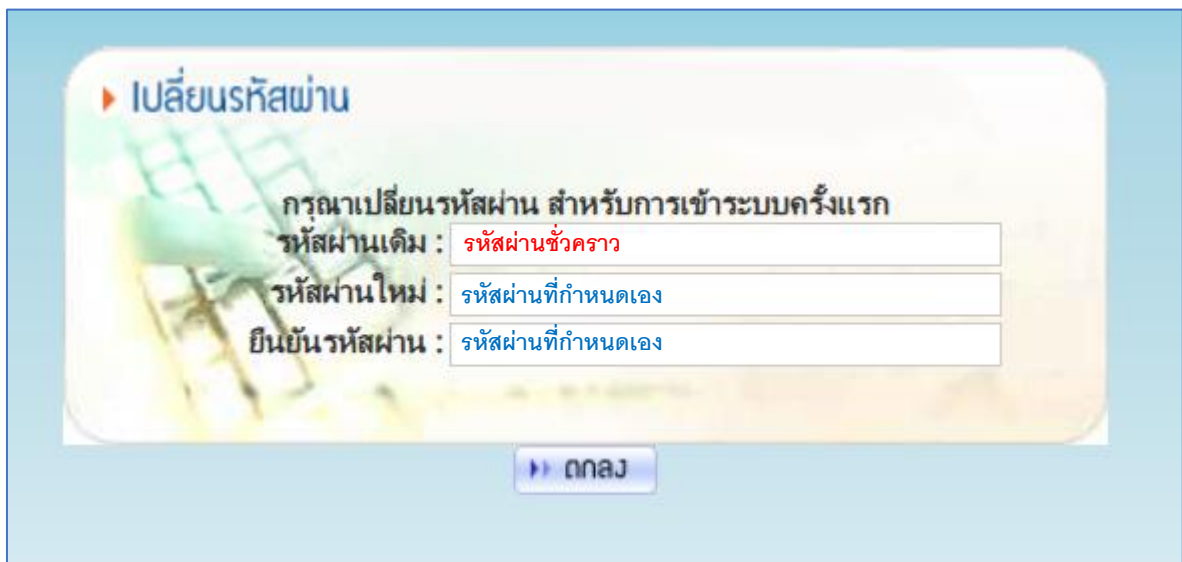 เปลี่ยนรหัสผ่าน
กรุณาเปลี่ยนรหัสผ่าน สำหรับการเข้าระบบครั้งแรก
รหัสผ่านเดิม : รหัสผ่านชั่วคราว
รหัสผ่านใหม่ : รหัสผ่านที่กำหนดเอง
ยืนยันรหัสผ่าน : รหัสผ่านที่กำหนดเอง
ตกลง